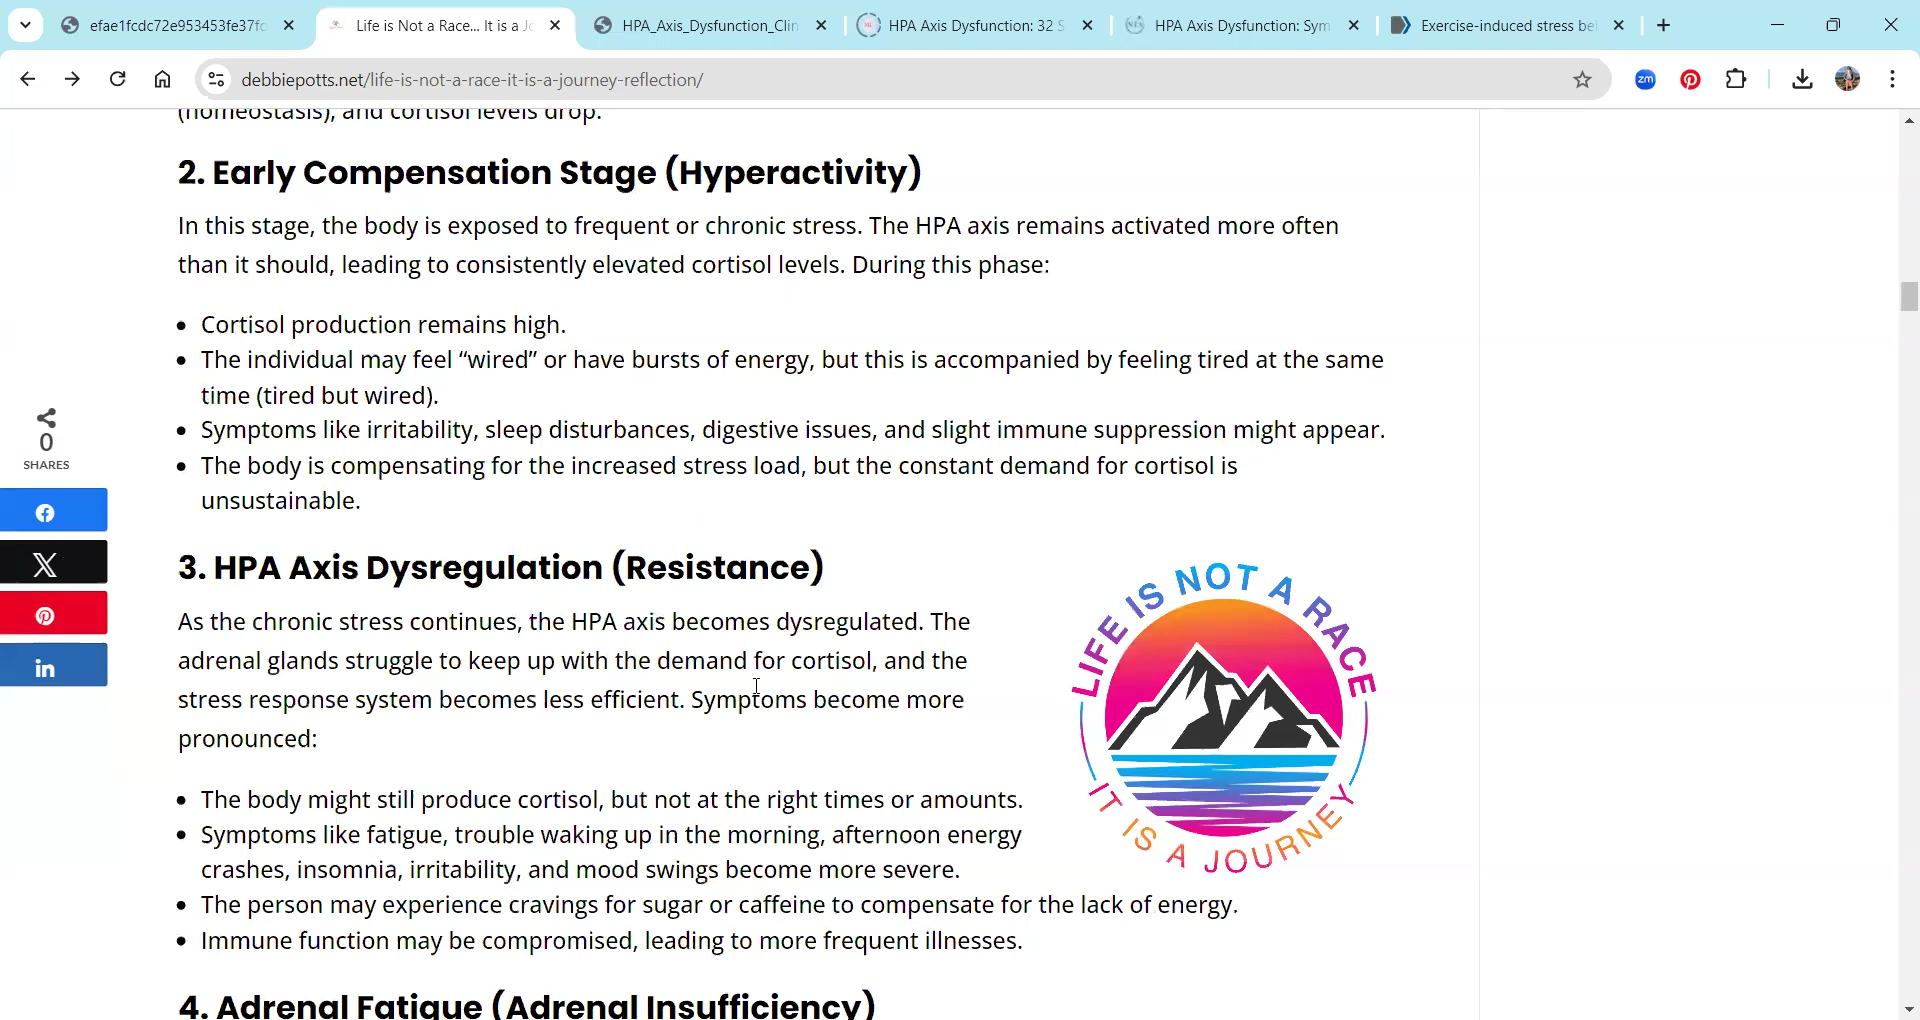 efae1fcdc72e953453fe37fc
Life is Not a Race... It is a Jo
HPA_Axis_Dysfunction_Clin
HPA Axis Dysfunction: 32 S
HPA Axis Dysfunction: Sym
Exercise-induced stress be
debbiepotts.net/life-is-not-a-race-it-is-a-journey-reflection/
zm
(homeostasis), and cortisol levels drop.
2. Early Compensation Stage (Hyperactivity)
In this stage, the body is exposed to frequent or chronic stress. The HPA axis remains activated more often
than it should, leading to consistently elevated cortisol levels. During this phase:
• Cortisol production remains high.
• The individual may feel “wired” or have bursts of energy, but this is accompanied by feeling tired at the same
time (tired but wired).
• Symptoms like irritability, sleep disturbances, digestive issues, and slight immune suppression might appear.
• The body is compensating for the increased stress load, but the constant demand for cortisol is
unsustainable.
0
SHARES
3. HPA Axis Dysregulation (Resistance)
As the chronic stress continues, the HPA axis becomes dysregulated. The
adrenal glands struggle to keep up with the demand for cortisol, and the
stress response system becomes less efficient. Symptoms become more
pronounced:
LIFE IS NOT A RACE
IT IS A JOURNEY
• The body might still produce cortisol, but not at the right times or amounts.
• Symptoms like fatigue, trouble waking up in the morning, afternoon energy
crashes, insomnia, irritability, and mood swings become more severe.
• The person may experience cravings for sugar or caffeine to compensate for the lack of energy.
• Immune function may be compromised, leading to more frequent illnesses.
4. Adrenal Fatigue (Adrenal Insufficiency)